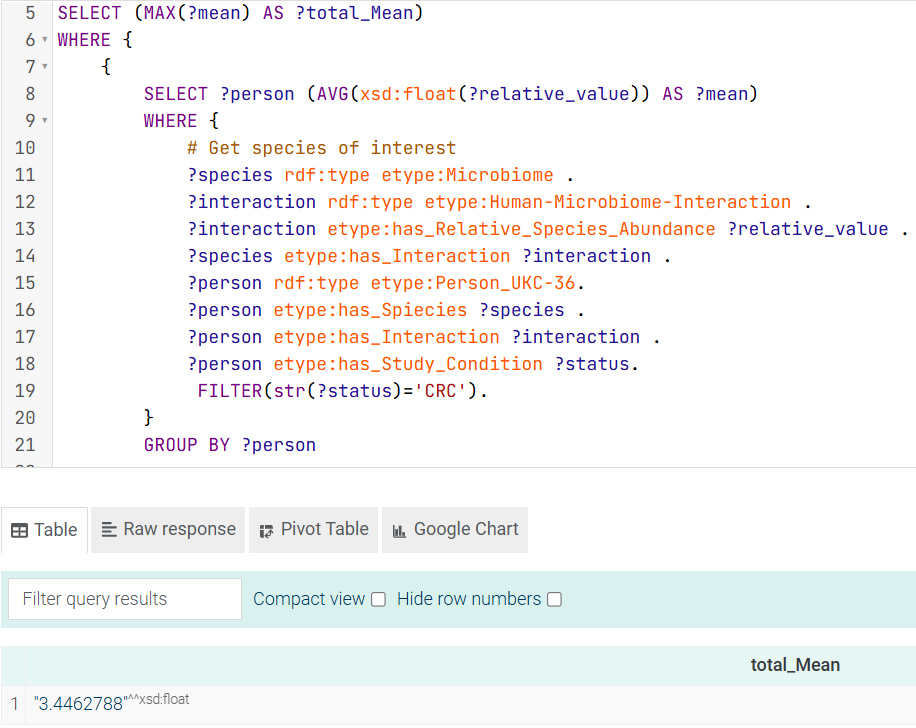 5 SELECT (MAX(?mean) AS ?total_Mean)
6 WHERE {
7 {
8 SELECT ?person (AVG(xsd:float(?relative_value)) AS ?mean)
9 WHERE {
10 # Get species of interest
11 ?species rdf:type etype:Microbiome .
12 ?interaction rdf:type etype:Human-Microbiome-Interaction .
13 ?interaction etype:has_Relative_Species_Abundance ?relative_value .
14 ?species etype:has_Interaction ?interaction .
15 ?person rdf:type etype:Person_UKC-36.
16 ?person etype:has_Spiecies ?species .
17 ?person etype:has_Interaction ?interaction .
18 ?person etype:has_Study_Condition ?status.
19 FILTER(str(?status)='CRC').
20 }
21 GROUP BY ?person
Table Raw response Pivot Table Google Chart
Filter query results Compact view Hide row numbers
total_Mean
1 "3.4462788"^^xsd:float